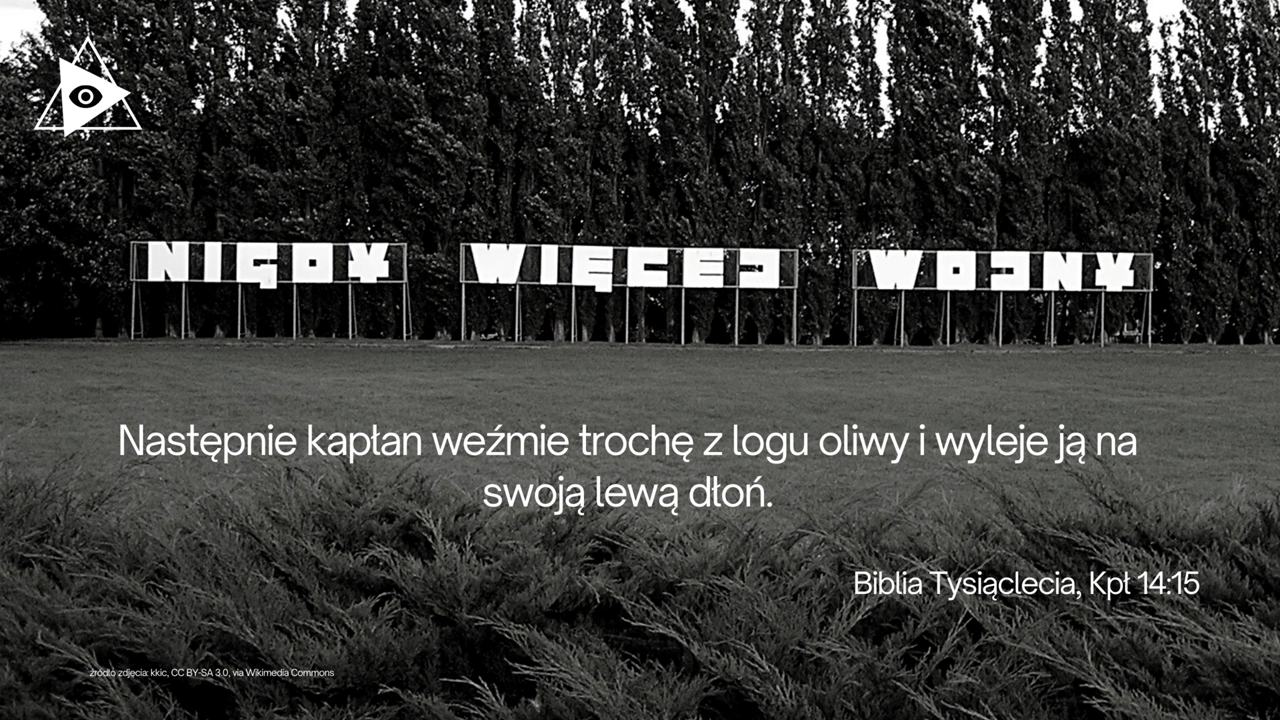 NIGDY WIĘCEJ WOJNY
Następnie kapłan weźmie trochę z logu oliwy i wyleje ją na
swoją lewą dłoń.
Biblia Tysiąclecia, Kpł 14:15
źródło zdjęcia: kkic, CC BY-SA 3.0, via Wikimedia Commons